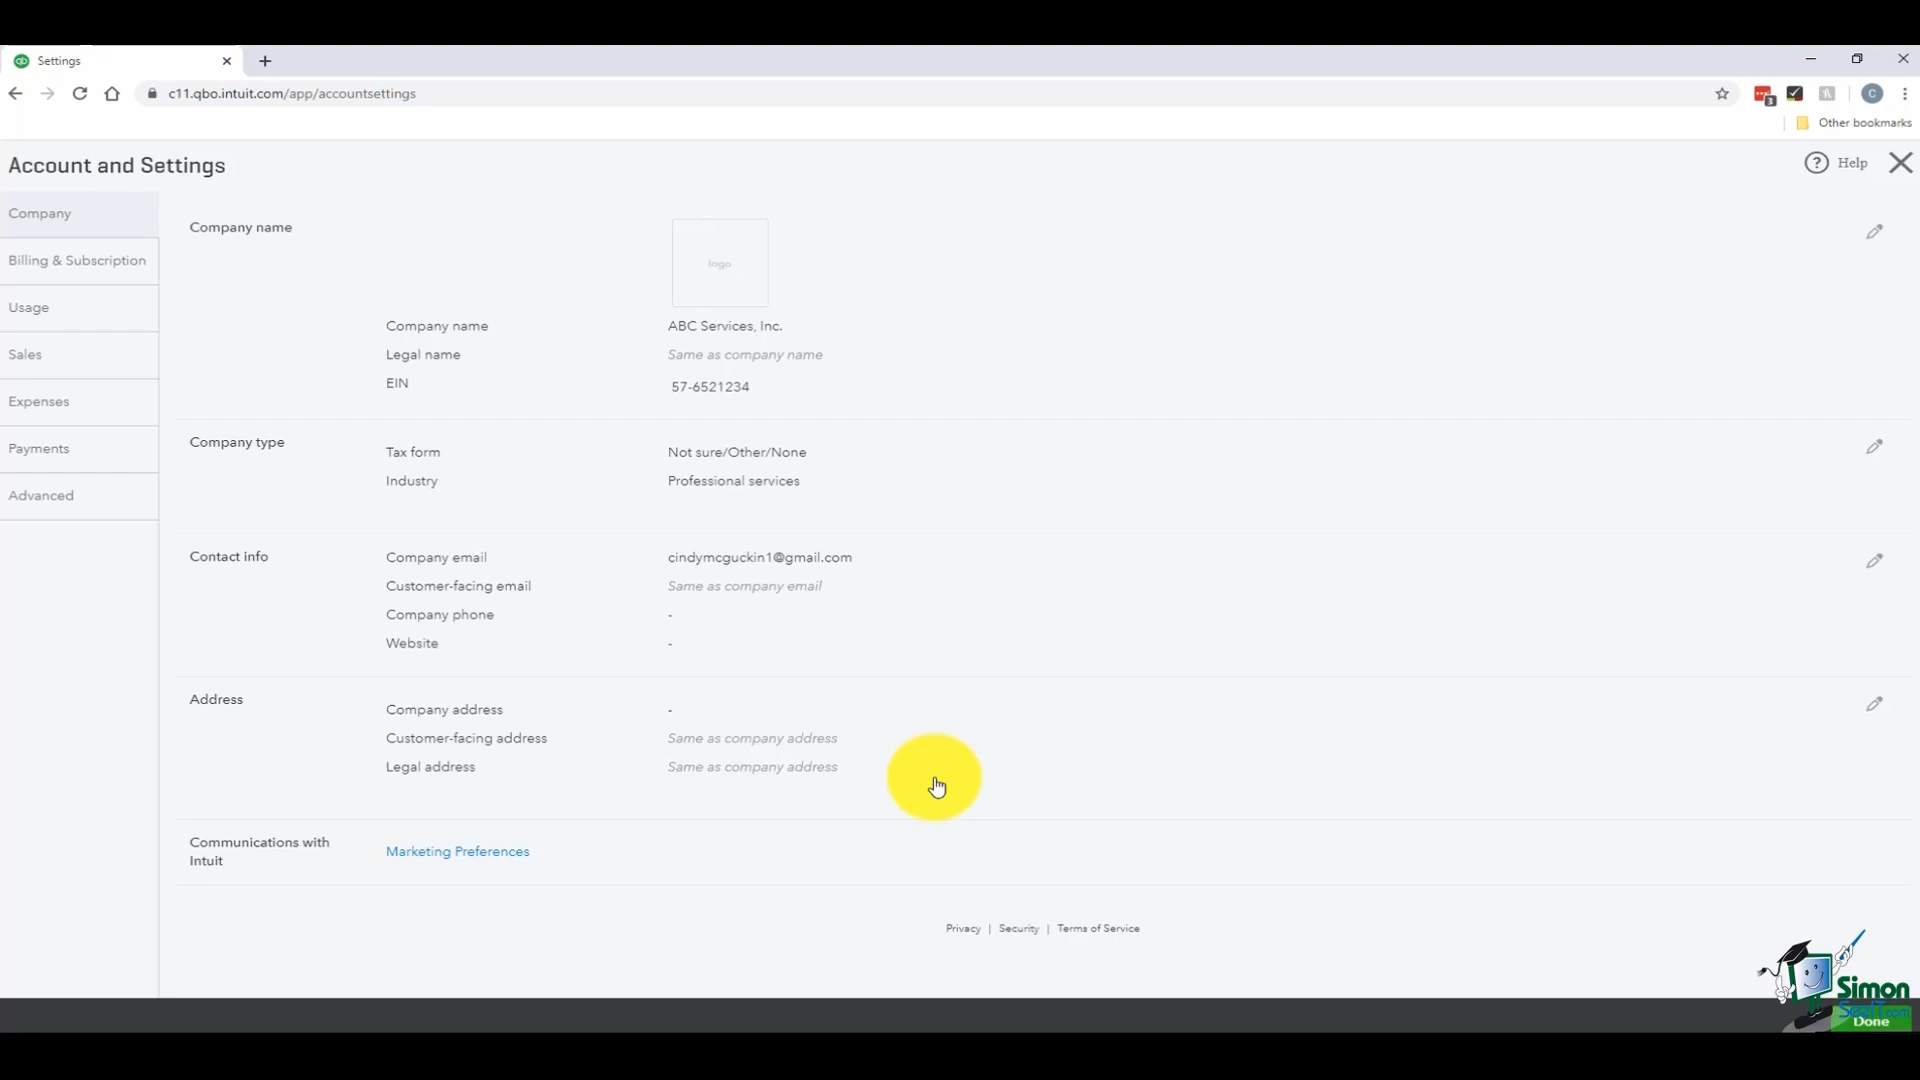 Settings
c11.qbo.intuit.com/app/accountsettings
3
C
Other bookmarks
Account and Settings
? Help
Company
Billing & Subscription
Usage
Sales
Expenses
Payments
Advanced
Company name
logo
Company name ABC Services, Inc.
Legal name Same as company name
EIN 57-6521234
Company type
Tax form Not sure/Other/None
Industry Professional services
Contact info
Company email cindymcguckin1@gmail.com
Customer-facing email Same as company email
Company phone -
Website -
Address
Company address -
Customer-facing address Same as company address
Legal address Same as company address
Communications with
Intuit
Marketing Preferences
Privacy | Security | Terms of Service
Simon
SezIT.com
Done